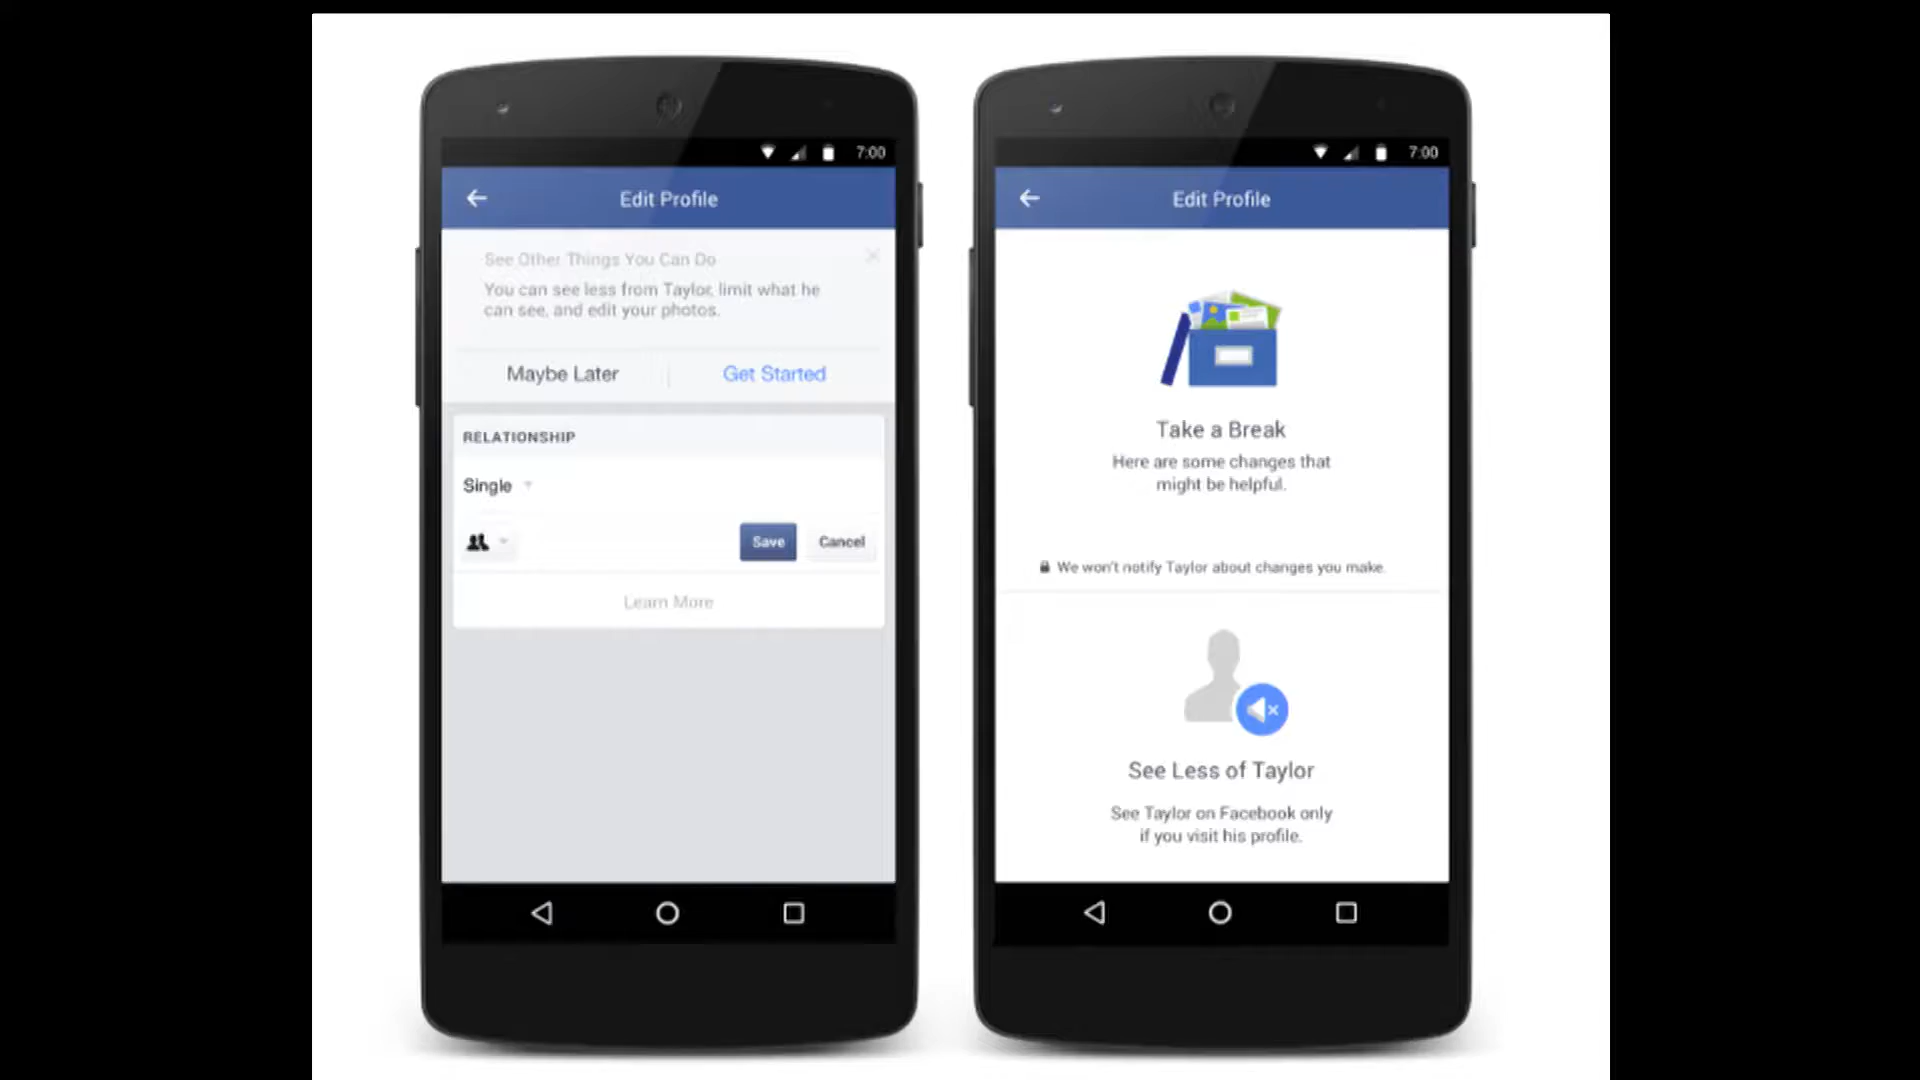 7:00
Edit Profile
See Other Things You Can Do
You can see less from Taylor, limit what he
can see, and edit your photos.
Maybe Later
Get Started
RELATIONSHIP
Single
Save
Cancel
Learn More
7:00
Edit Profile
Take a Break
Here are some changes that
might be helpful.
We won't notify Taylor about changes you make.
See Less of Taylor
See Taylor on Facebook only
if you visit his profile.